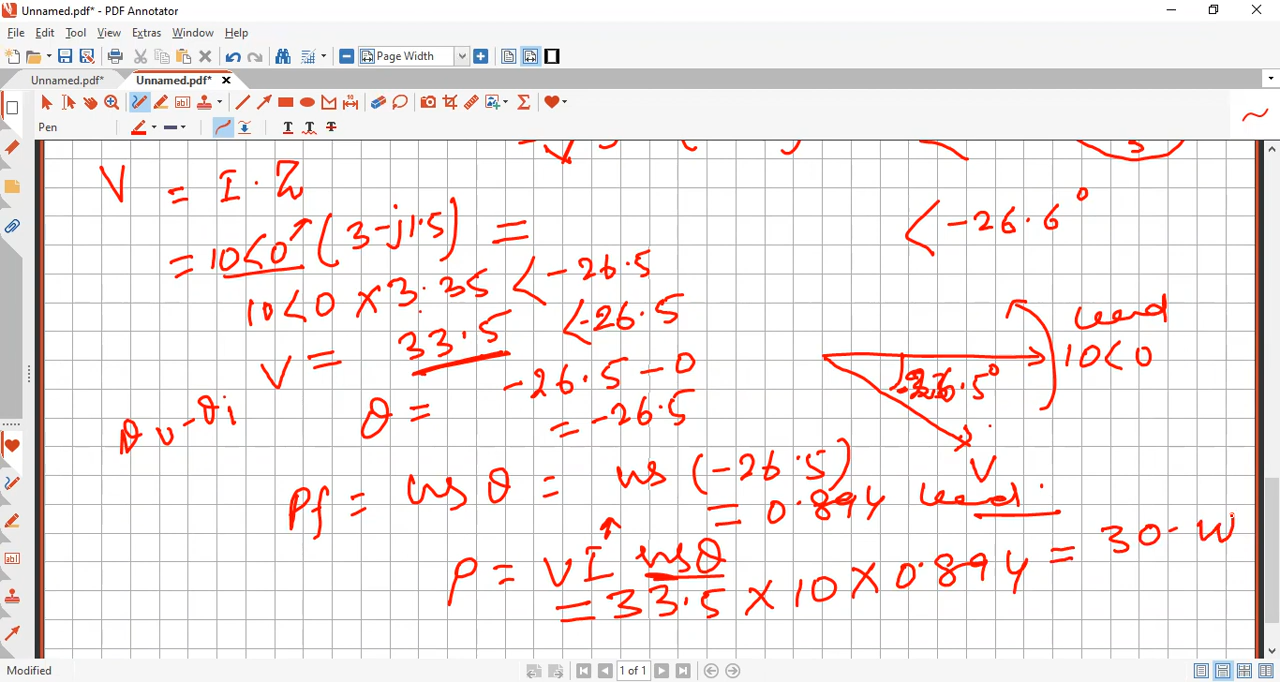 Unnamed.pdf* - PDF Annotator
File Edit Tool View Extras Window Help
Page Width
Unnamed.pdf* Unnamed.pdf*
Pen
3
V = I . Z
= 10<0 (3-j1.5) =
<-26.6°
10<0 × 3.35 <-26.5
V = 33.5 <-26.5
lead
10<0
-26.5°
θ = -26.5 - 0
= -26.5
θv-θi
V
Pf = cos θ = cos (-26.5)
= 0.894 lead.
P = VI cosθ
= 33.5 × 10 × 0.894 = 30. W
Modified
1 of 1